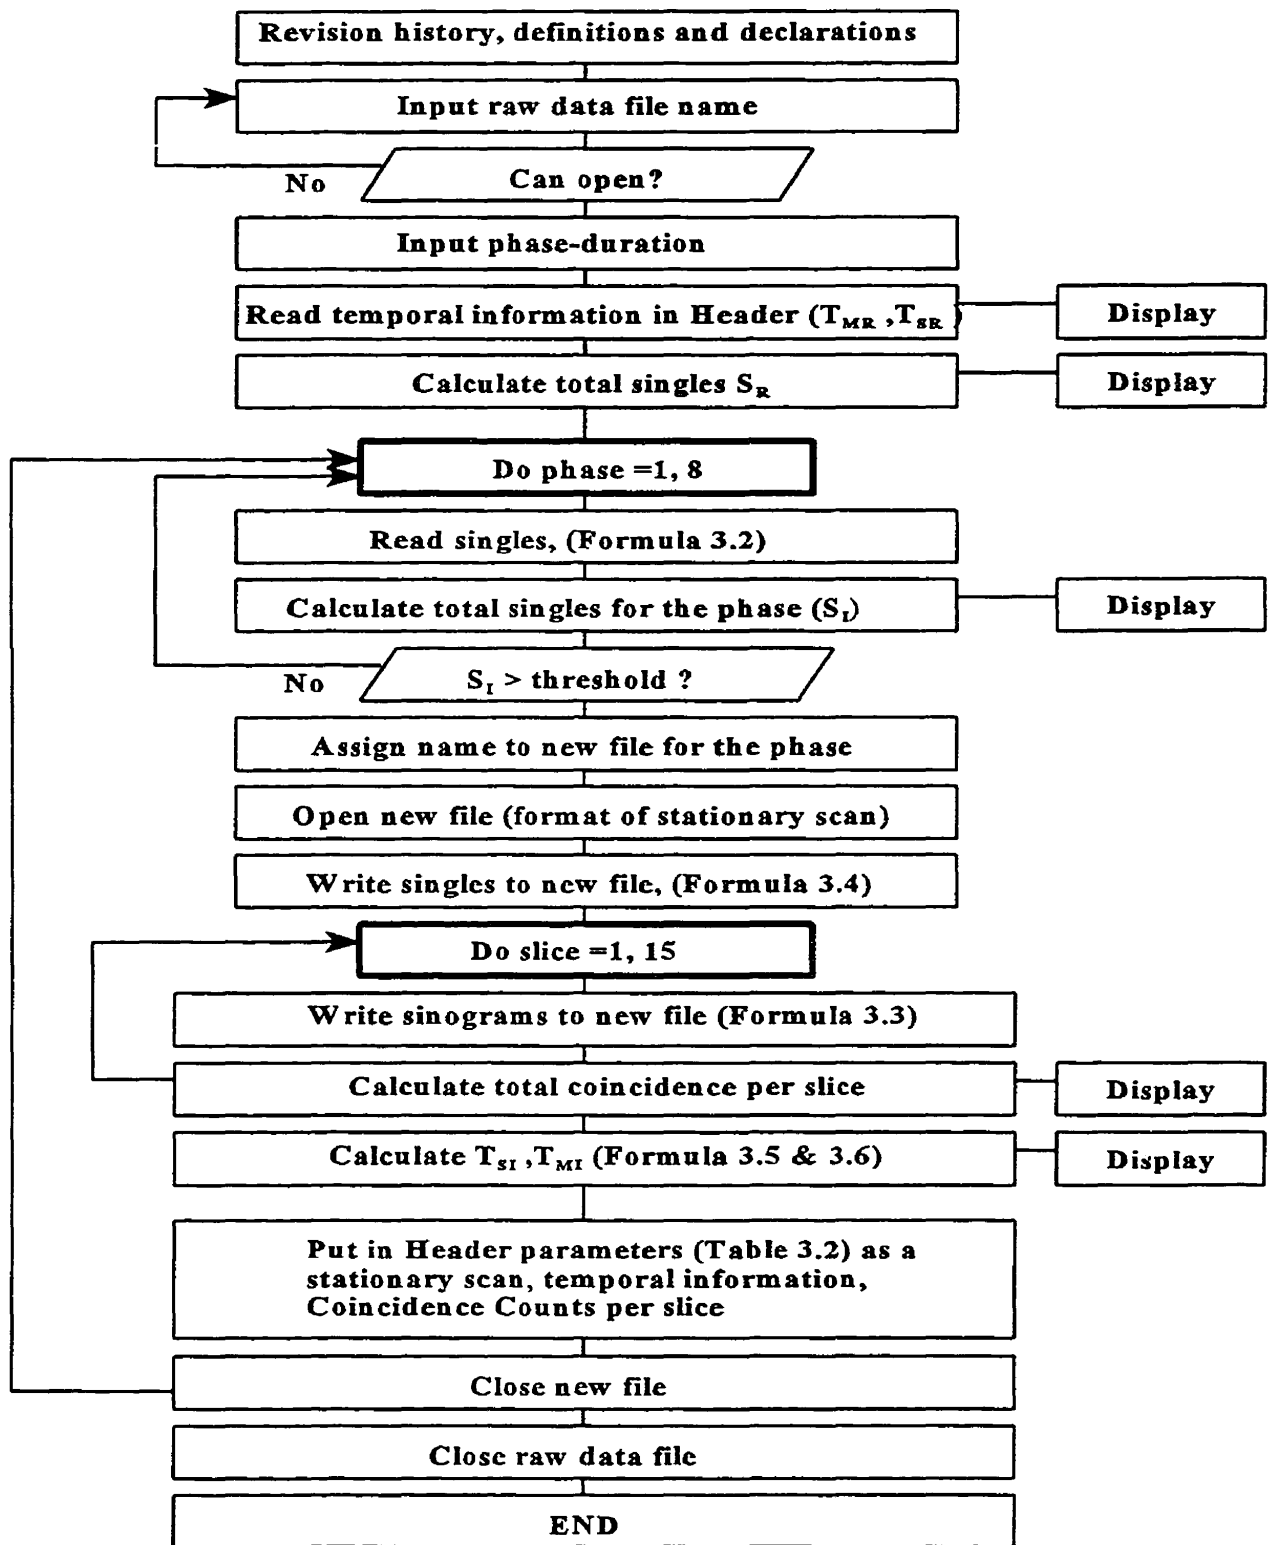 Revision history, definitions and declarations
Input raw data file name
No
Can open?
Input phase-duration
Read temporal information in Header (T_MR ,T_SR )
Display
Calculate total singles S_R
Display
Do phase =1, 8
Read singles, (Formula 3.2)
Calculate total singles for the phase (S_I)
Display
No
S_I > threshold ?
Assign name to new file for the phase
Open new file (format of stationary scan)
Write singles to new file, (Formula 3.4)
Do slice =1, 15
Write sinograms to new file (Formula 3.3)
Calculate total coincidence per slice
Display
Calculate T_SI ,T_MI (Formula 3.5 & 3.6)
Display
Put in Header parameters (Table 3.2) as a
stationary scan, temporal information,
Coincidence Counts per slice
Close new file
Close raw data file
END